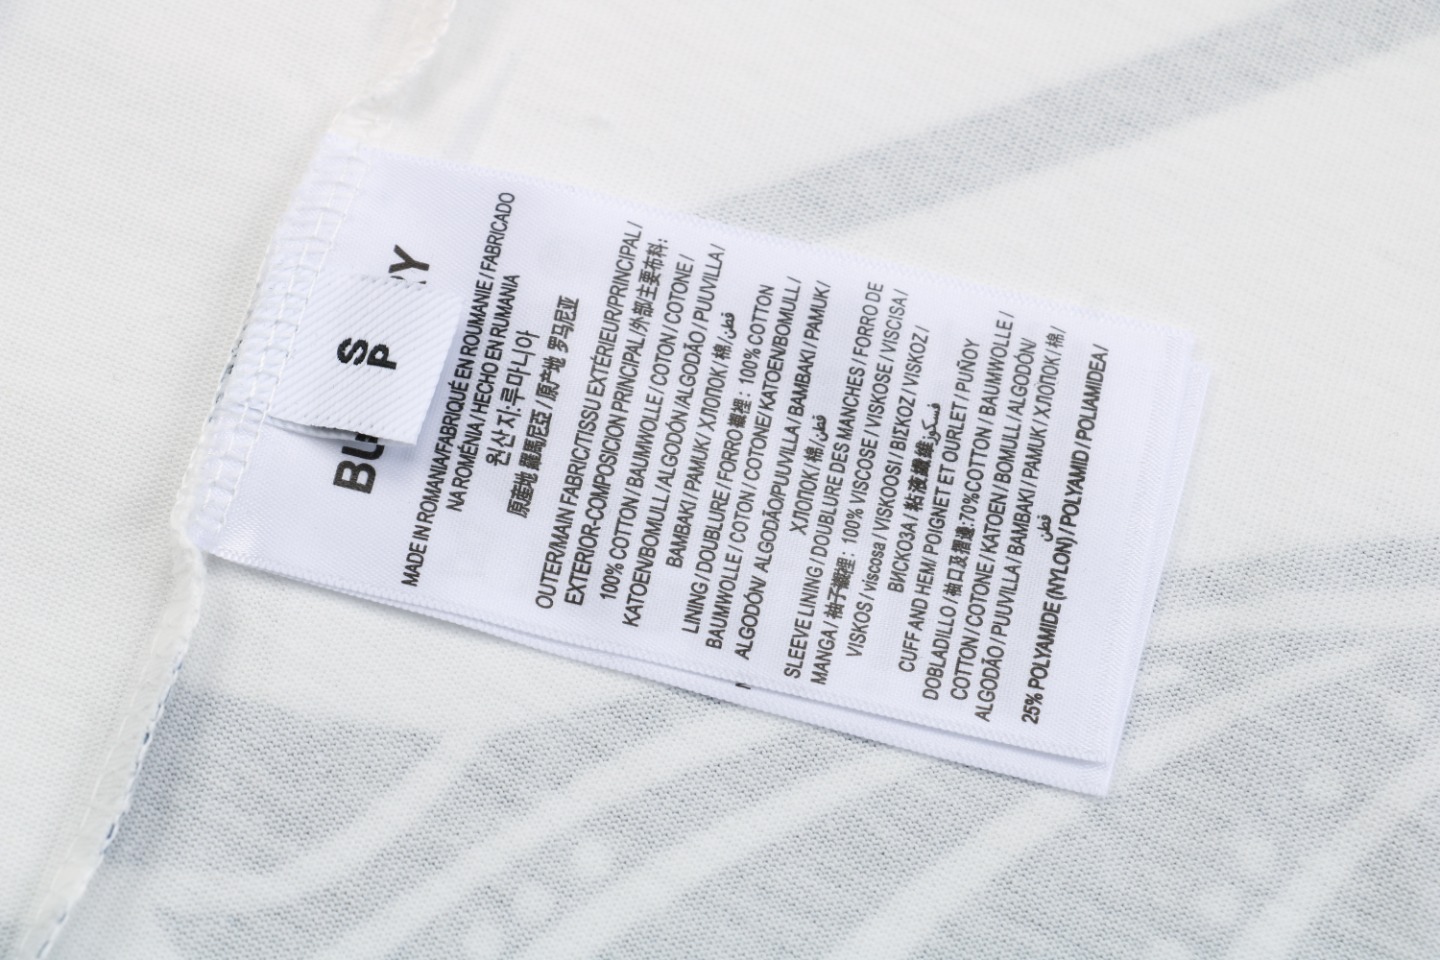 BU RY
S
P
MADE IN ROMANIA/FABRIQUÉ EN ROUMANIE / FABRICADO
NA ROMÉNIA / HECHO EN RUMANIA
원산지:루마니아
原産地 羅馬尼亞 / 原产地 罗马尼亚
OUTER/MAIN FABRIC/TISSU EXTÉRIEUR/PRINCIPAL /
EXTERIOR-COMPOSICION PRINCIPAL/外部/主要布料:
100% COTTON / BAUMWOLLE / COTON / COTONE /
KATOEN/BOMULL / ALGODÓN /ALGODÃO / PUUVILLA/
BAMBAKI / PAMUK/ ХЛОПОК/ 棉/ قطن
LINING / DOUBLURE / FORRO 襯裡: 100% COTTON
BAUMWOLLE / COTON / COTONE/ KATOEN/BOMULL /
ALGODÓN/ ALGODÃO/PUUVILLA / BAMBAKI / PAMUK/
ХЛОПОК / 棉/ قطن
SLEEVE LINING / DOUBLURE DES MANCHES / FORRO DE
MANGA / 袖子襯裡: 100% VISCOSE / VISKOSE / VISCISA /
VISKOS / viscosa / VISKOOSI / ΒΙΣΚΟΖ / VISKOZ /
ВИСКОЗА / 粘液纖維 فسكوز
CUFF AND HEM/ POIGNET ET OURLET / PUÑOY
DOBLADILLO / 袖口及摺邊:70%COTTON / BAUMWOLLE /
COTTON / COTONE / KATOEN / BOMULL / ALGODÓN/
ALGODÃO / PUUVILLA / BAMBAKI / PAMUK / ХЛОПОК / 棉/
قطن
25% POLYAMIDE (NYLON) / POLYAMID / POLIAMIDEA /